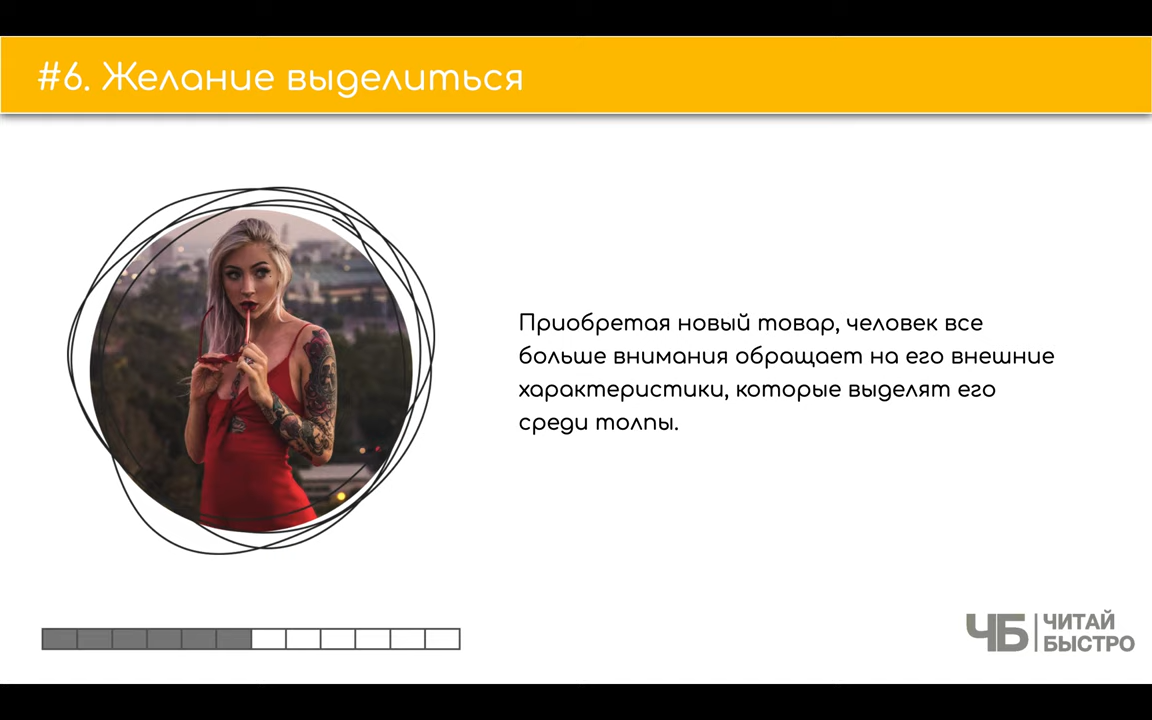 #6. Желание выделиться
Приобретая новый товар, человек все
больше внимания обращает на его внешние
характеристики, которые выделят его
среди толпы.
ЧБ
ЧИТАЙ
БЫСТРО